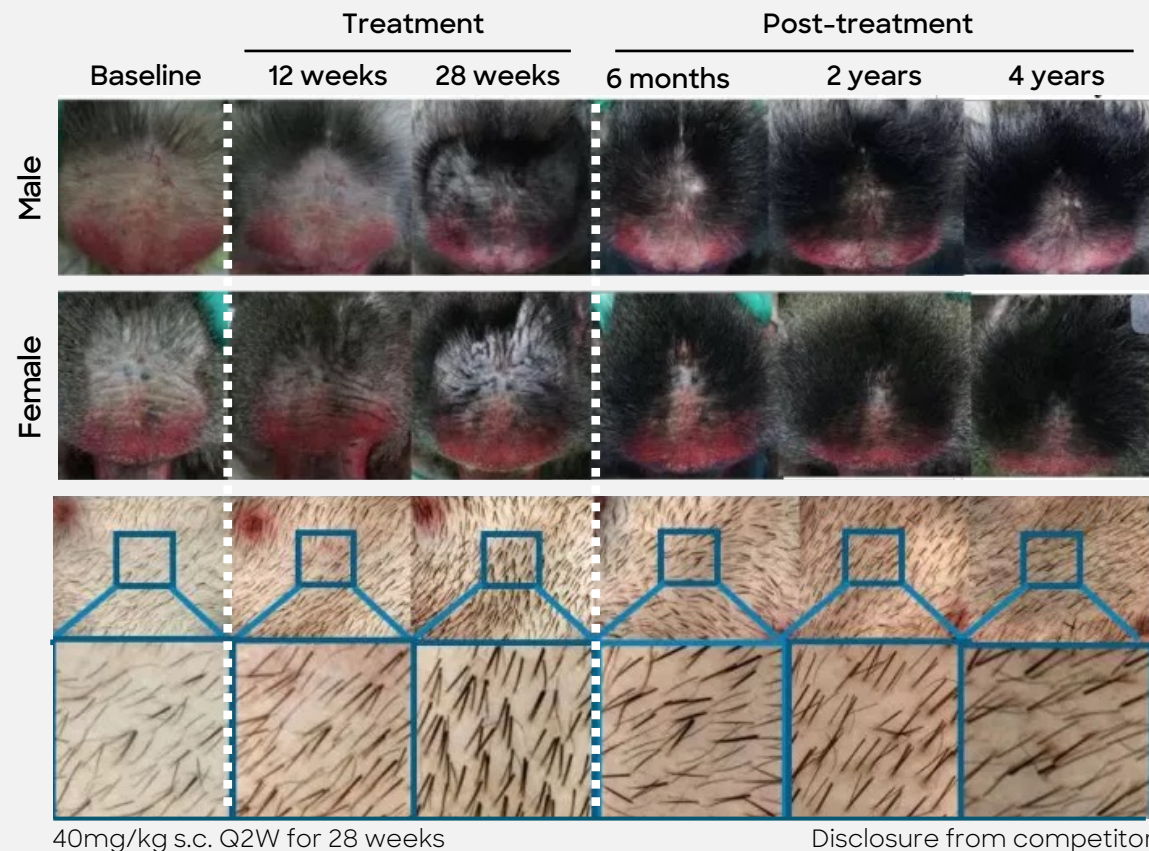 Treatment Post-treatment
Baseline 12 weeks 28 weeks 6 months 2 years 4 years
Male
Female
40mg/kg s.c. Q2W for 28 weeks Disclosure from competitor